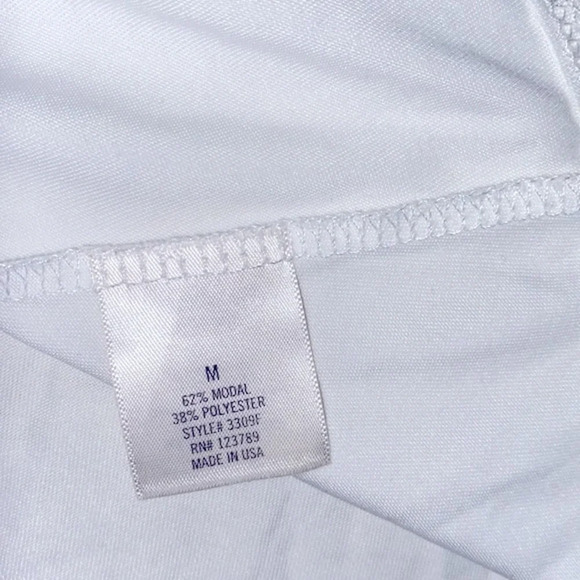 M
62% MODAL
38% POLYESTER
STYLE# 3309F
RN# 123789
MADE IN USA